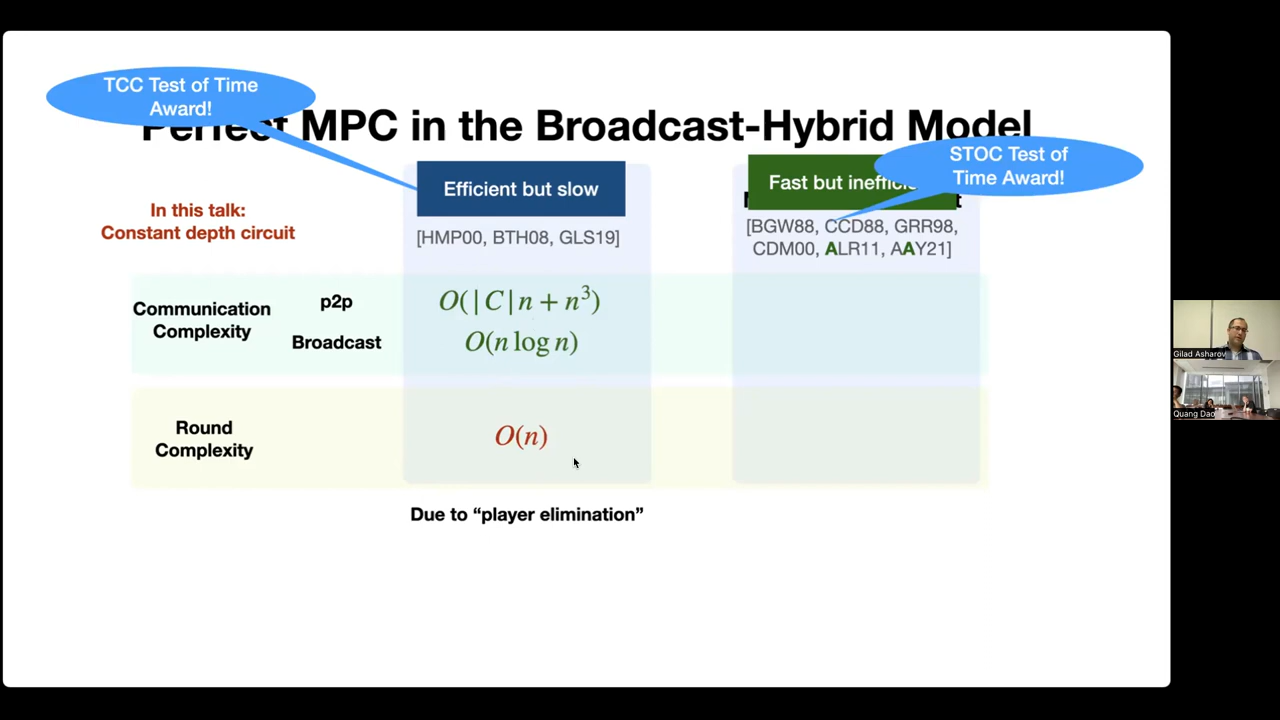 TCC Test of Time
Award!
Perfect MPC in the Broadcast-Hybrid Model
STOC Test of
Time Award!
Efficient but slow
Fast but
In this talk:
Constant depth circuit
[HMP00, BTH08, GLS19]
[BGW88, CCD88, GRR98,
CDM00, ALR11, AAY21]
Communication
Complexity
p2p
O(|C|n + n³)
Broadcast
O(n log n)
Round
Complexity
O(n)
Due to “player elimination”
Gilad Asharov
Quang Dao